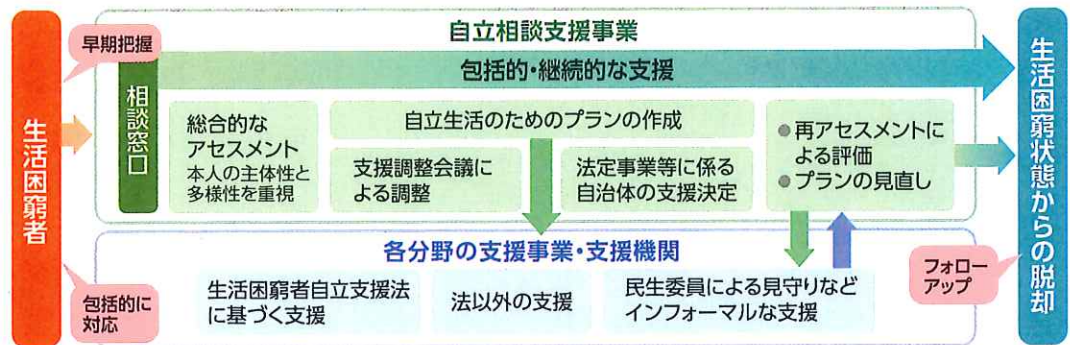 早期把握
自立相談支援事業
包括的・継続的な支援
生活困窮者
相談窓口
総合的な
アセスメント
本人の主体性と
多様性を重視
自立生活のためのプランの作成
支援調整会議に
よる調整
法定事業等に係る
自治体の支援決定
●再アセスメントに
よる評価
●プランの見直し
生活困窮状態からの脱却
各分野の支援事業・支援機関
包括的に
対応
生活困窮者自立支援法
に基づく支援
法以外の支援
民生委員による見守りなど
インフォーマルな支援
フォロー
アップ